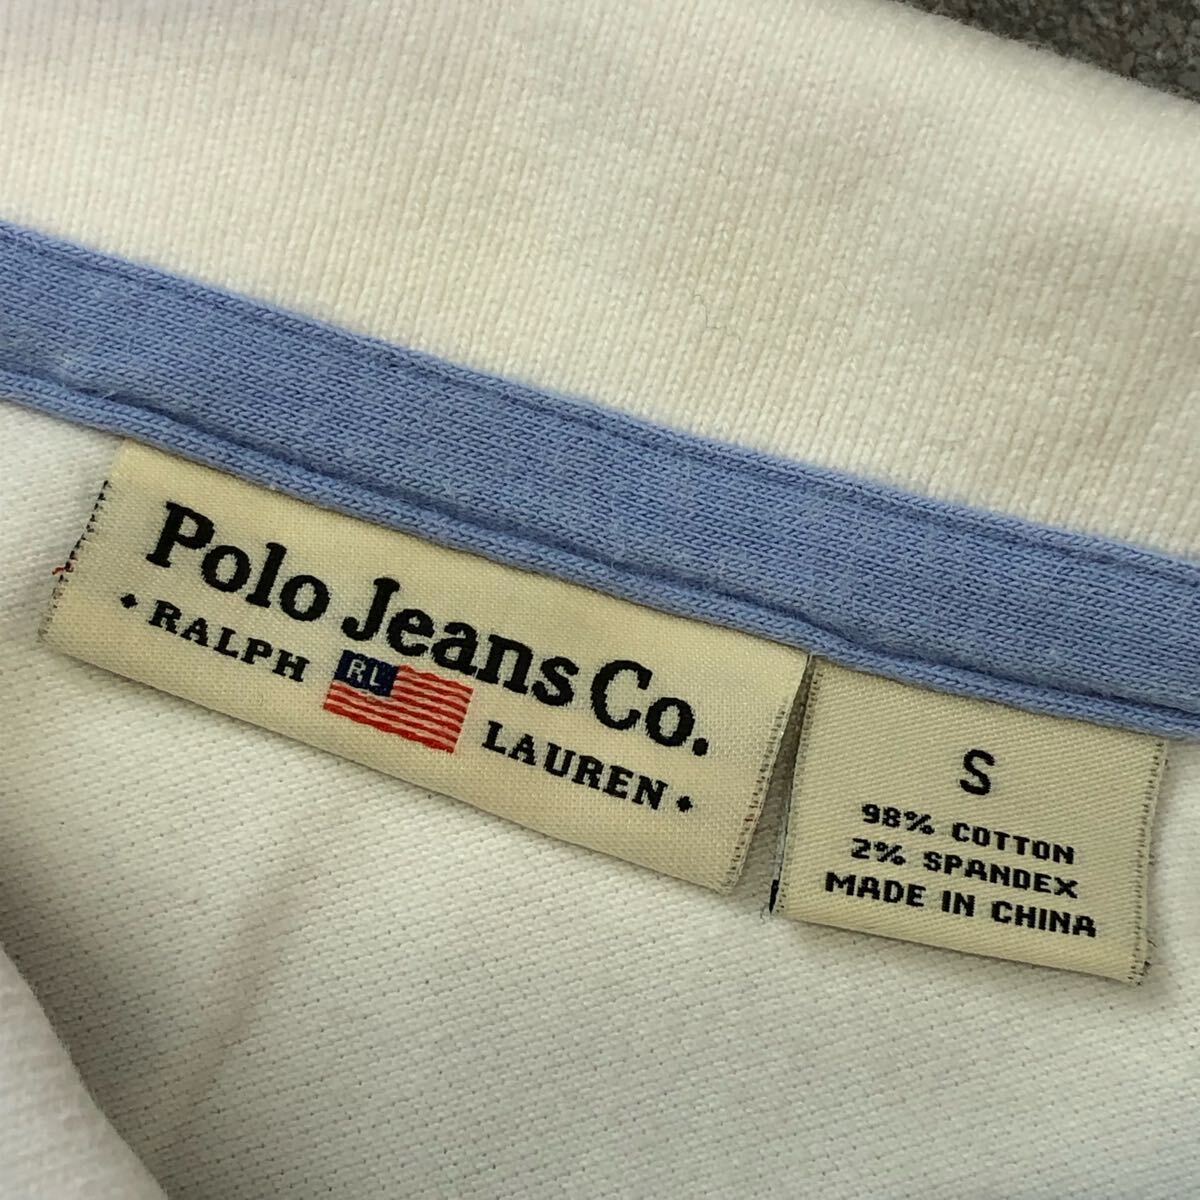 Polo Jeans Co.
• RALPH RL LAUREN •
S
98% COTTON
2% SPANDEX
MADE IN CHINA